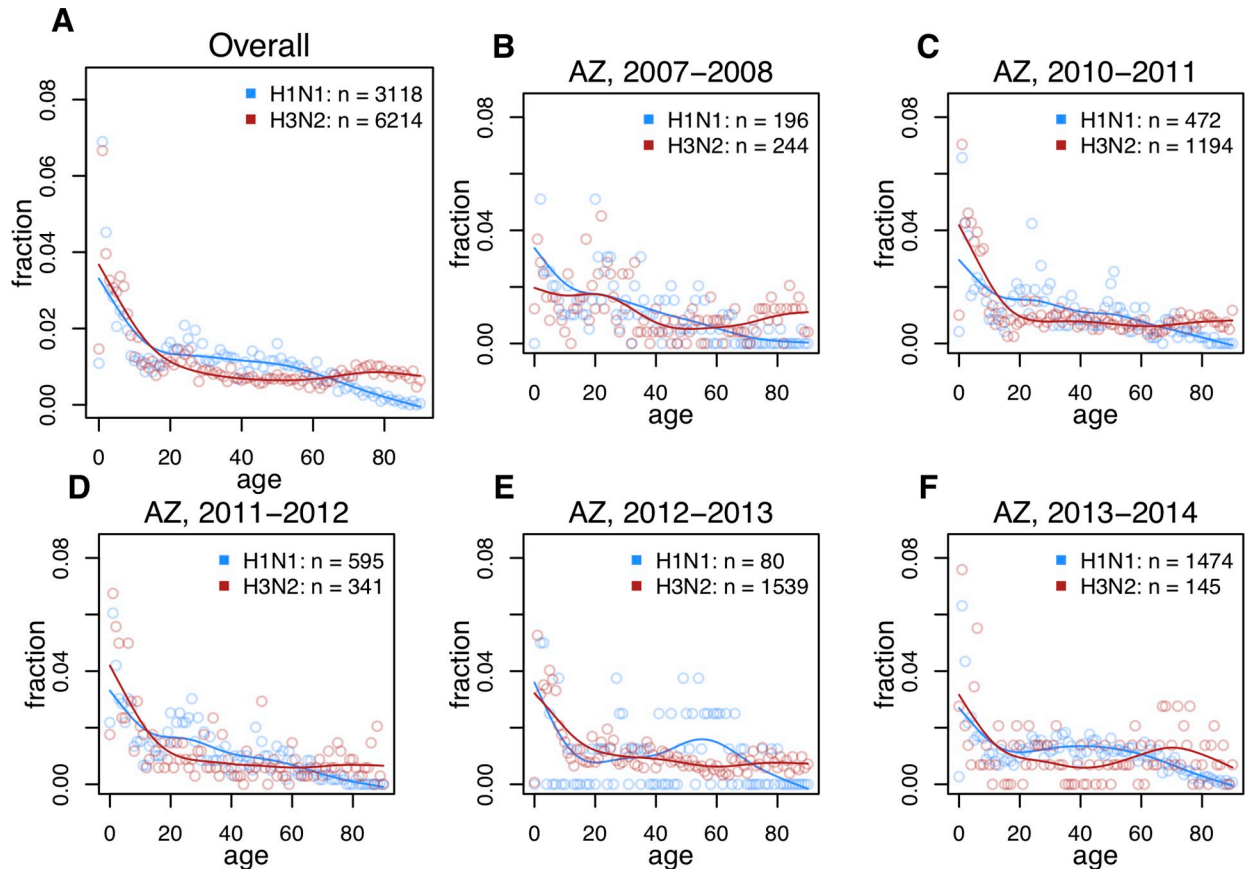 A
Overall
H1N1: n = 3118
H3N2: n = 6214
fraction
0.00 0.02 0.04 0.06 0.08
0 20 40 60 80
age
B
AZ, 2007−2008
H1N1: n = 196
H3N2: n = 244
fraction
0.00 0.04 0.08
0 20 40 60 80
age
C
AZ, 2010−2011
H1N1: n = 472
H3N2: n = 1194
fraction
0.00 0.04 0.08
0 20 40 60 80
age
D
AZ, 2011−2012
H1N1: n = 595
H3N2: n = 341
fraction
0.00 0.04 0.08
0 20 40 60 80
age
E
AZ, 2012−2013
H1N1: n = 80
H3N2: n = 1539
fraction
0.00 0.04 0.08
0 20 40 60 80
age
F
AZ, 2013−2014
H1N1: n = 1474
H3N2: n = 145
fraction
0.00 0.04 0.08
0 20 40 60 80
age